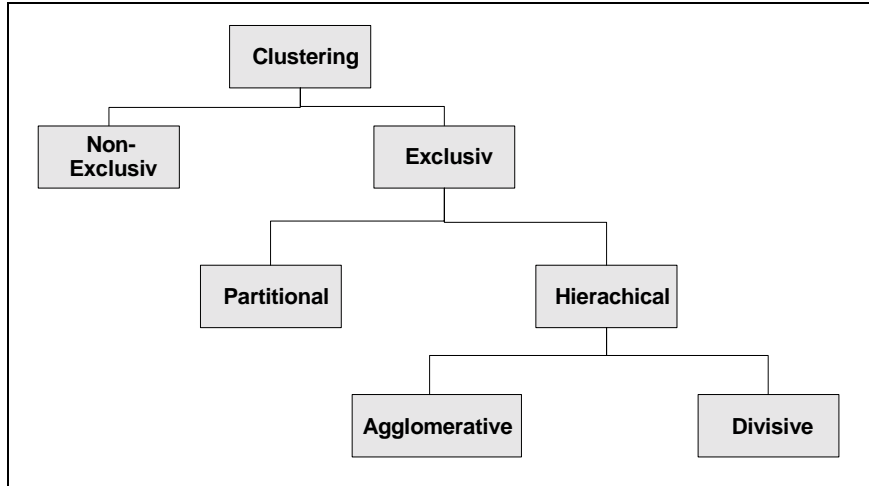 Clustering
Non-
Exclusiv
Exclusiv
Partitional
Hierachical
Agglomerative
Divisive